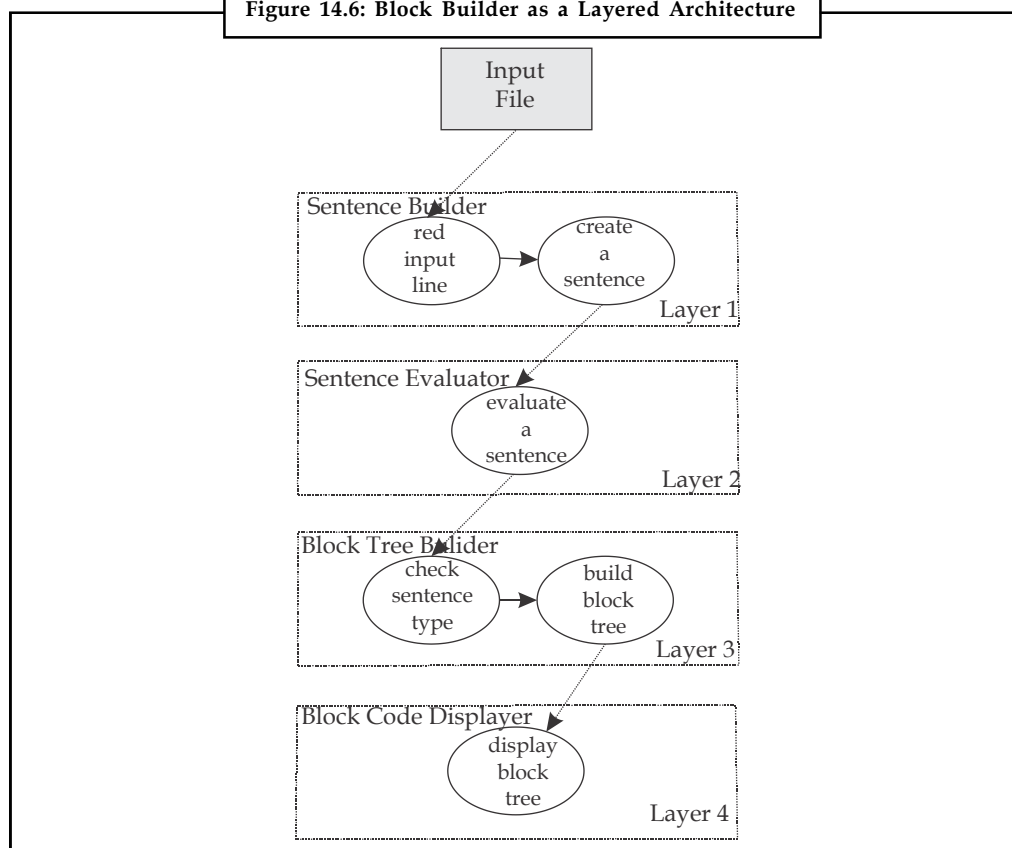 Figure 14.6: Block Builder as a Layered Architecture
Input
File
Sentence Builder
red
input
line
create
a
sentence
Layer 1
Sentence Evaluator
evaluate
a
sentence
Layer 2
Block Tree Bulider
check
sentence
type
build
block
tree
Layer 3
Block Code Displayer
display
block
tree
Layer 4